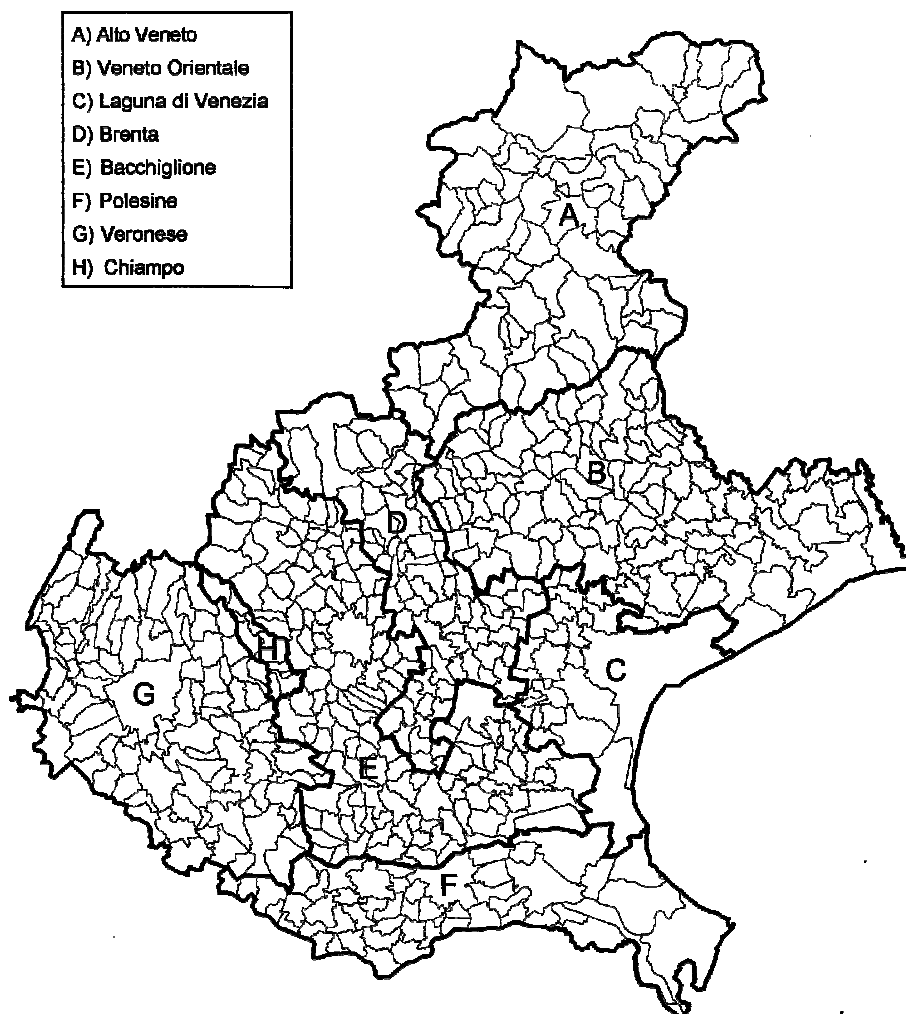 A) Alto Veneto
B) Veneto Orientale
C) Laguna di Venezia
D) Brenta
E) Bacchiglione
F) Polesine
G) Veronese
H) Chiampo
A
B
D
H
C
G
E
F